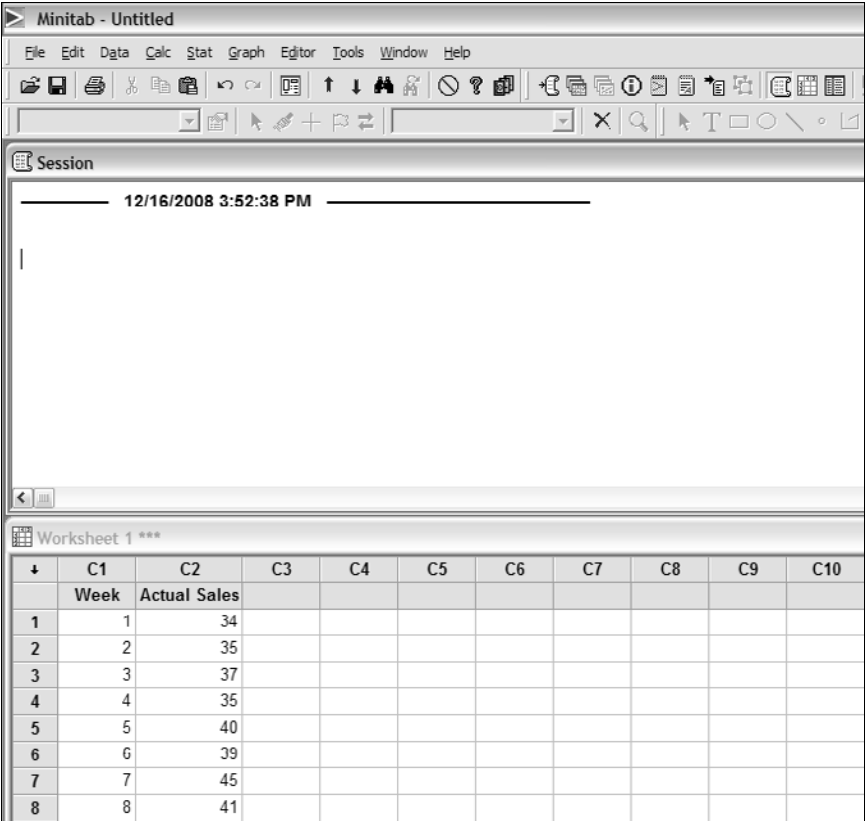 Minitab - Untitled
File Edit Data Calc Stat Graph Editor Tools Window Help
Session
12/16/2008 3:52:38 PM
Worksheet 1 ***
C1 C2 C3 C4 C5 C6 C7 C8 C9 C10
Week Actual Sales
1 1 34
2 2 35
3 3 37
4 4 35
5 5 40
6 6 39
7 7 45
8 8 41